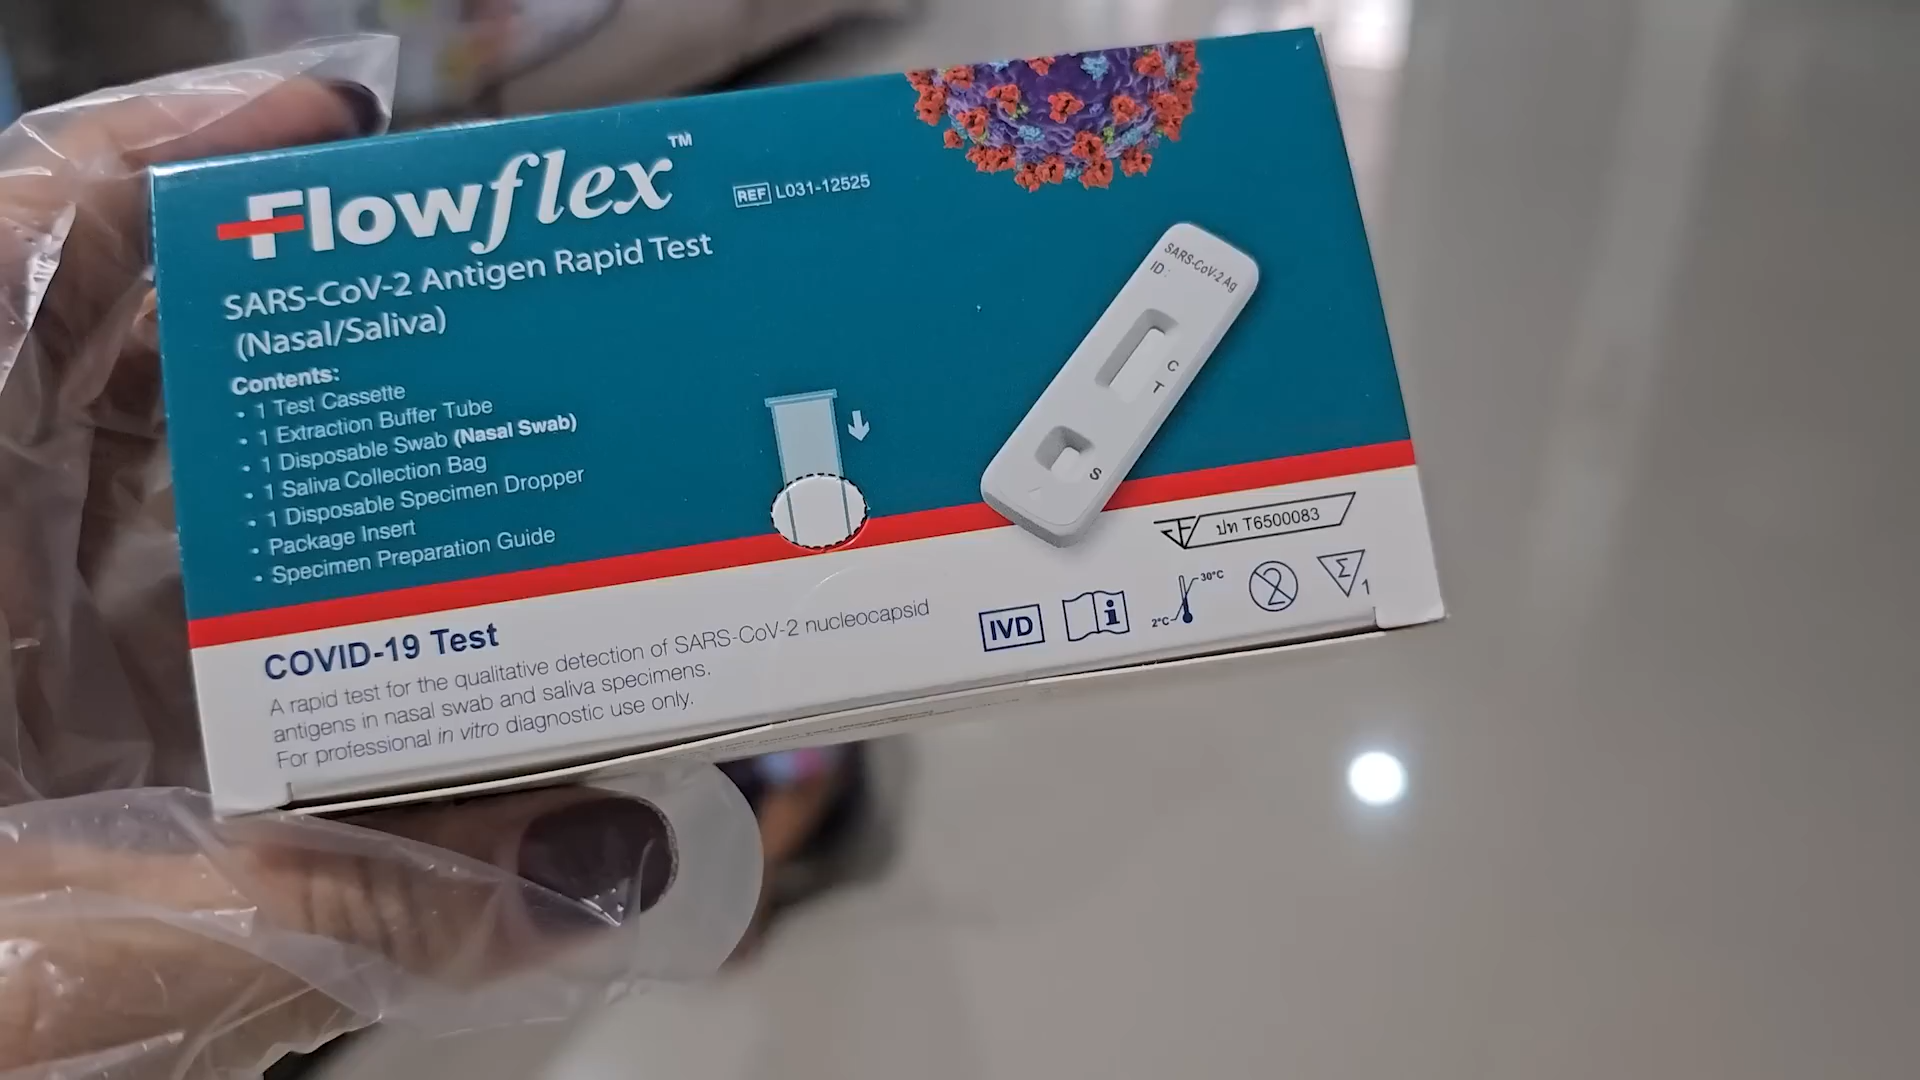 Flowflex™
REF L031-12525
SARS-CoV-2 Antigen Rapid Test
(Nasal/Saliva)
Contents:
• 1 Test Cassette
• 1 Extraction Buffer Tube
• 1 Disposable Swab (Nasal Swab)
• 1 Saliva Collection Bag
• 1 Disposable Specimen Dropper
• Package Insert
• Specimen Preparation Guide
SARS-CoV-2 Ag
ID:
C
T
S
ปท T6500083
COVID-19 Test
A rapid test for the qualitative detection of SARS-CoV-2 nucleocapsid
antigens in nasal swab and saliva specimens.
For professional in vitro diagnostic use only.
IVD
i
2°C
30°C
2
Σ
1